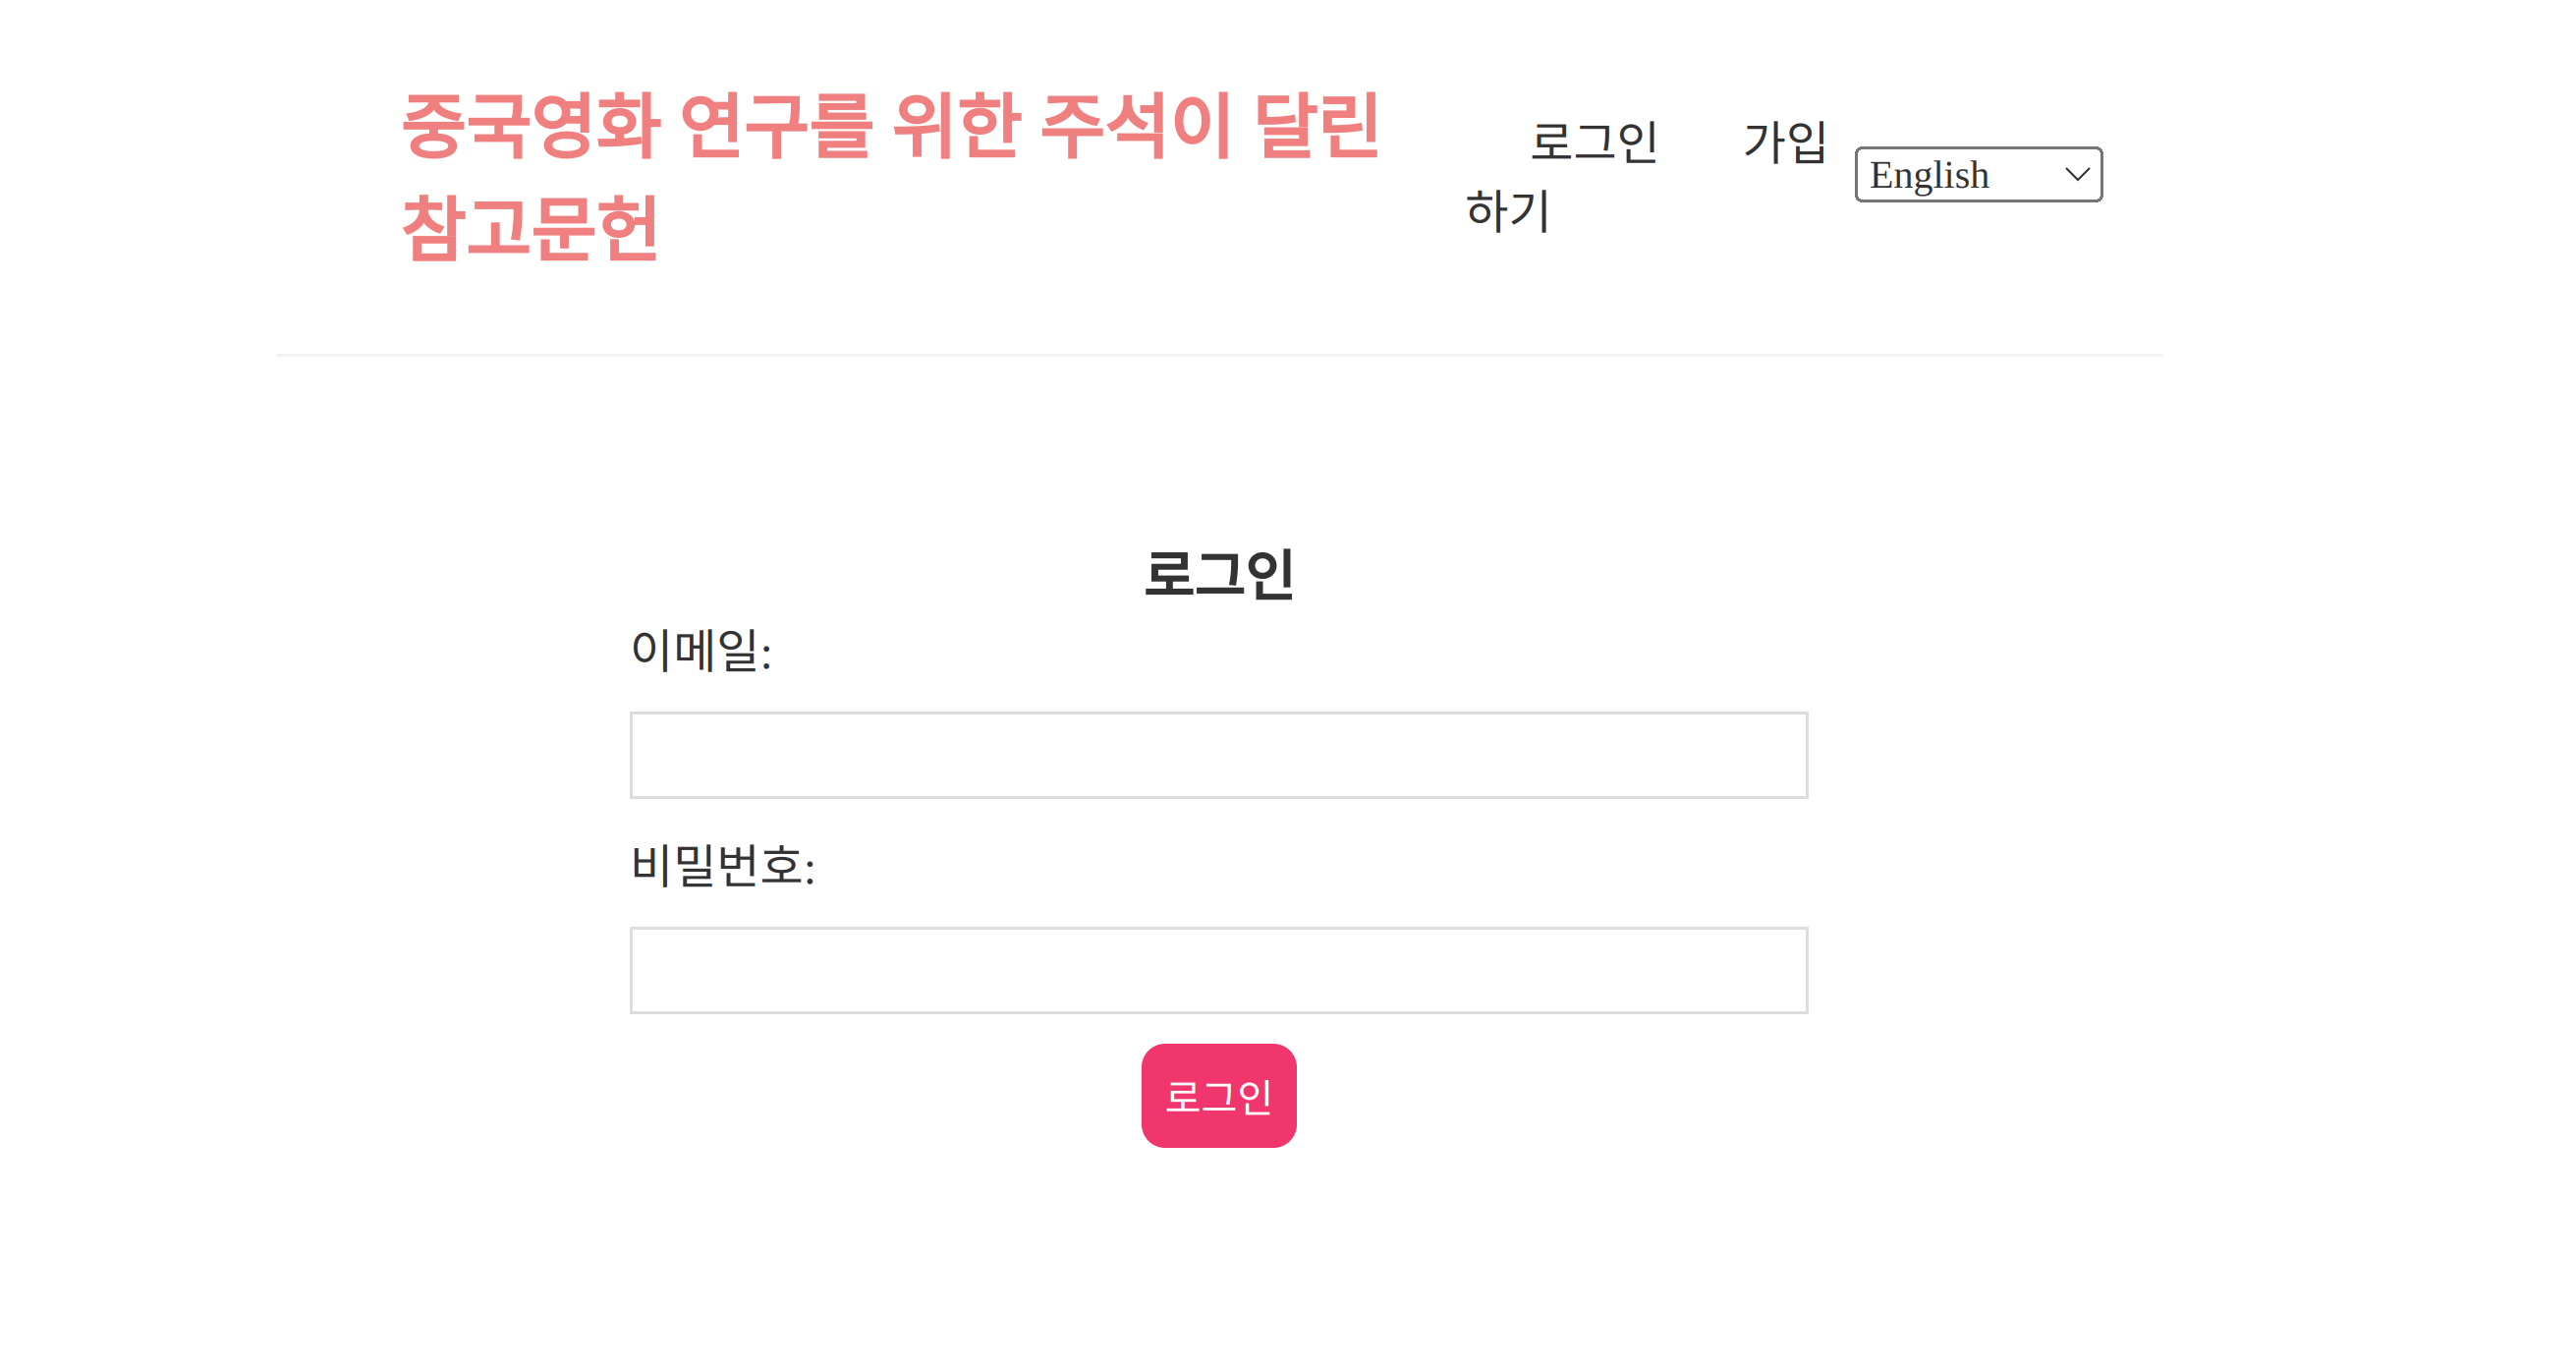 중국영화 연구를 위한 주석이 달린
참고문헌
로그인 가입
하기
English
로그인
이메일:
비밀번호:
로그인